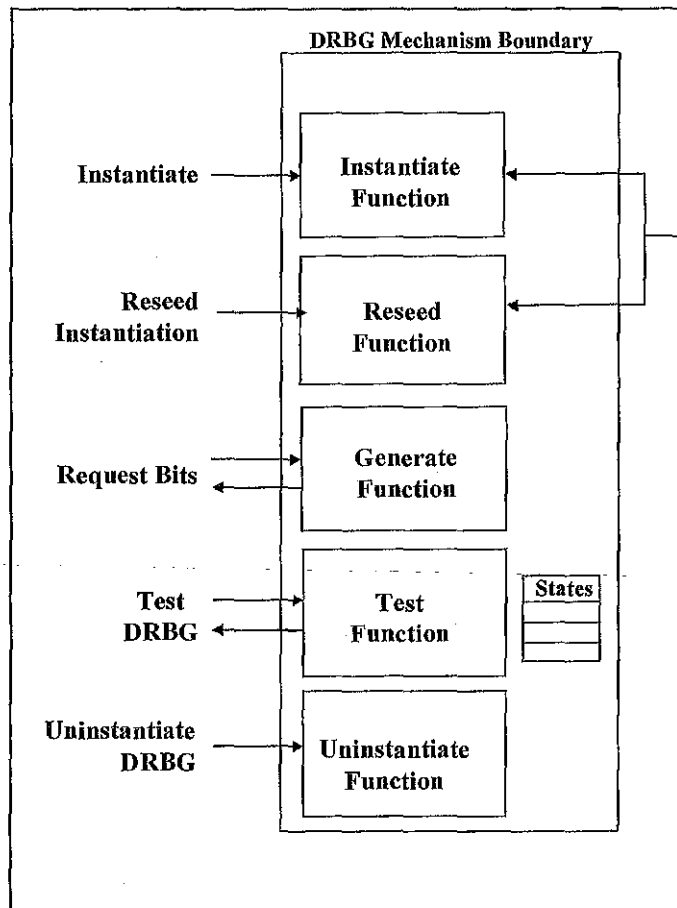 DRBG Mechanism Boundary
Instantiate
Instantiate
Function
Reseed
Instantiation
Reseed
Function
Request Bits
Generate
Function
Test
DRBG
Test
Function
States
Uninstantiate
DRBG
Uninstantiate
Function